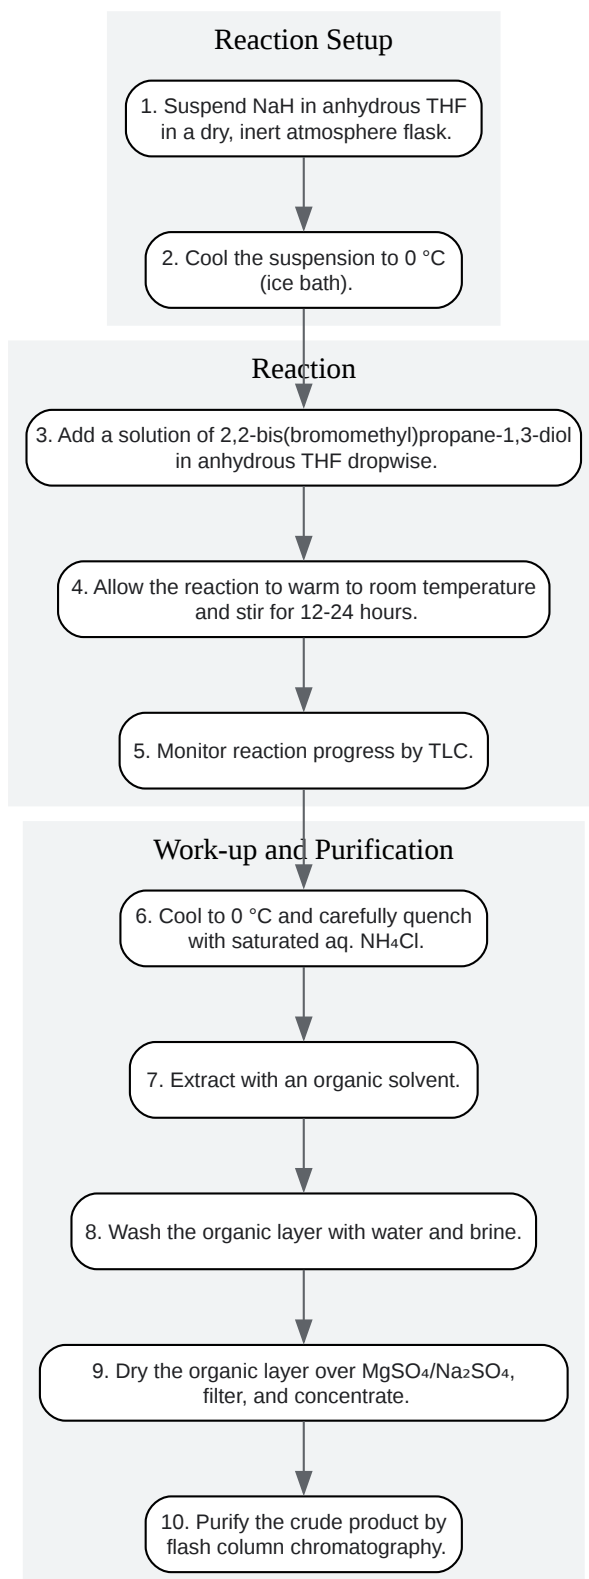 Reaction Setup
1. Suspend NaH in anhydrous THF
in a dry, inert atmosphere flask.
2. Cool the suspension to 0 °C
(ice bath).
Reaction
3. Add a solution of 2,2-bis(bromomethyl)propane-1,3-diol
in anhydrous THF dropwise.
4. Allow the reaction to warm to room temperature
and stir for 12-24 hours.
5. Monitor reaction progress by TLC.
Work-up and Purification
6. Cool to 0 °C and carefully quench
with saturated aq. NH₄Cl.
7. Extract with an organic solvent.
8. Wash the organic layer with water and brine.
9. Dry the organic layer over MgSO₄/Na₂SO₄,
filter, and concentrate.
10. Purify the crude product by
flash column chromatography.